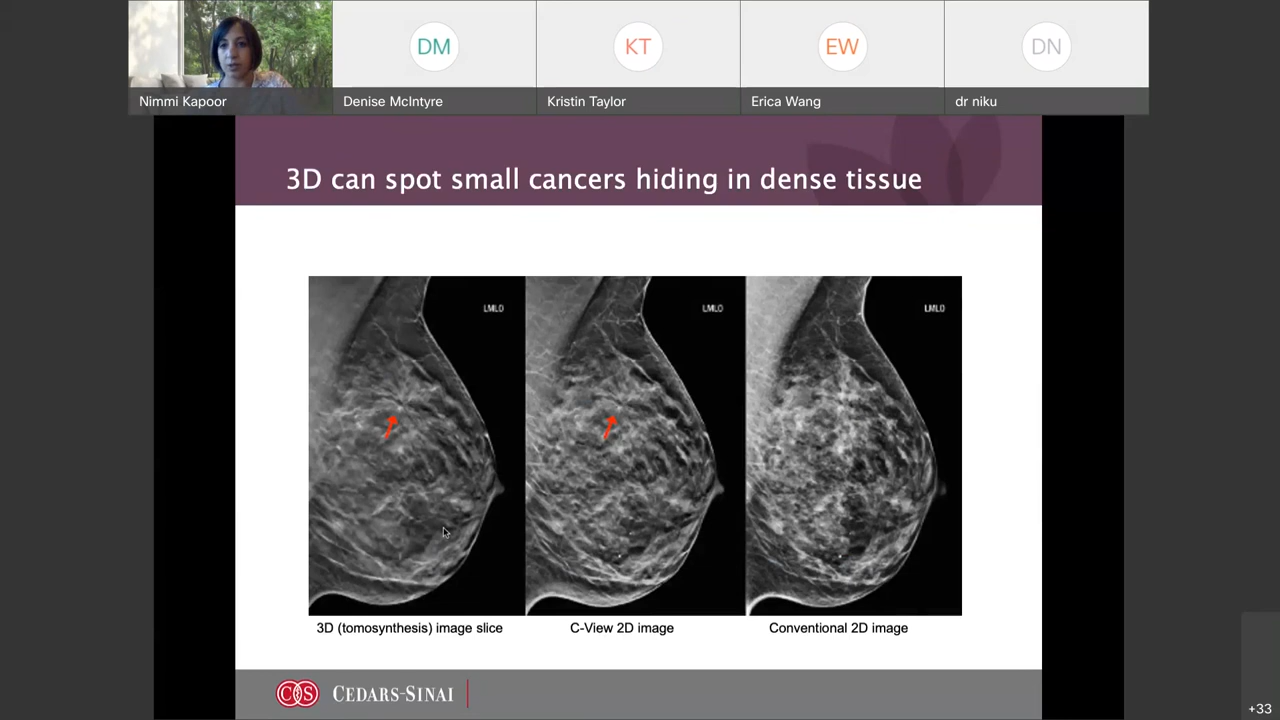 DM
KT
EW
DN
Nimmi Kapoor
Denise McIntyre
Kristin Taylor
Erica Wang
dr niku
3D can spot small cancers hiding in dense tissue
LMLO
LMLO
LMLO
3D (tomosynthesis) image slice
C-View 2D image
Conventional 2D image
CS CEDARS-SINAI
+33